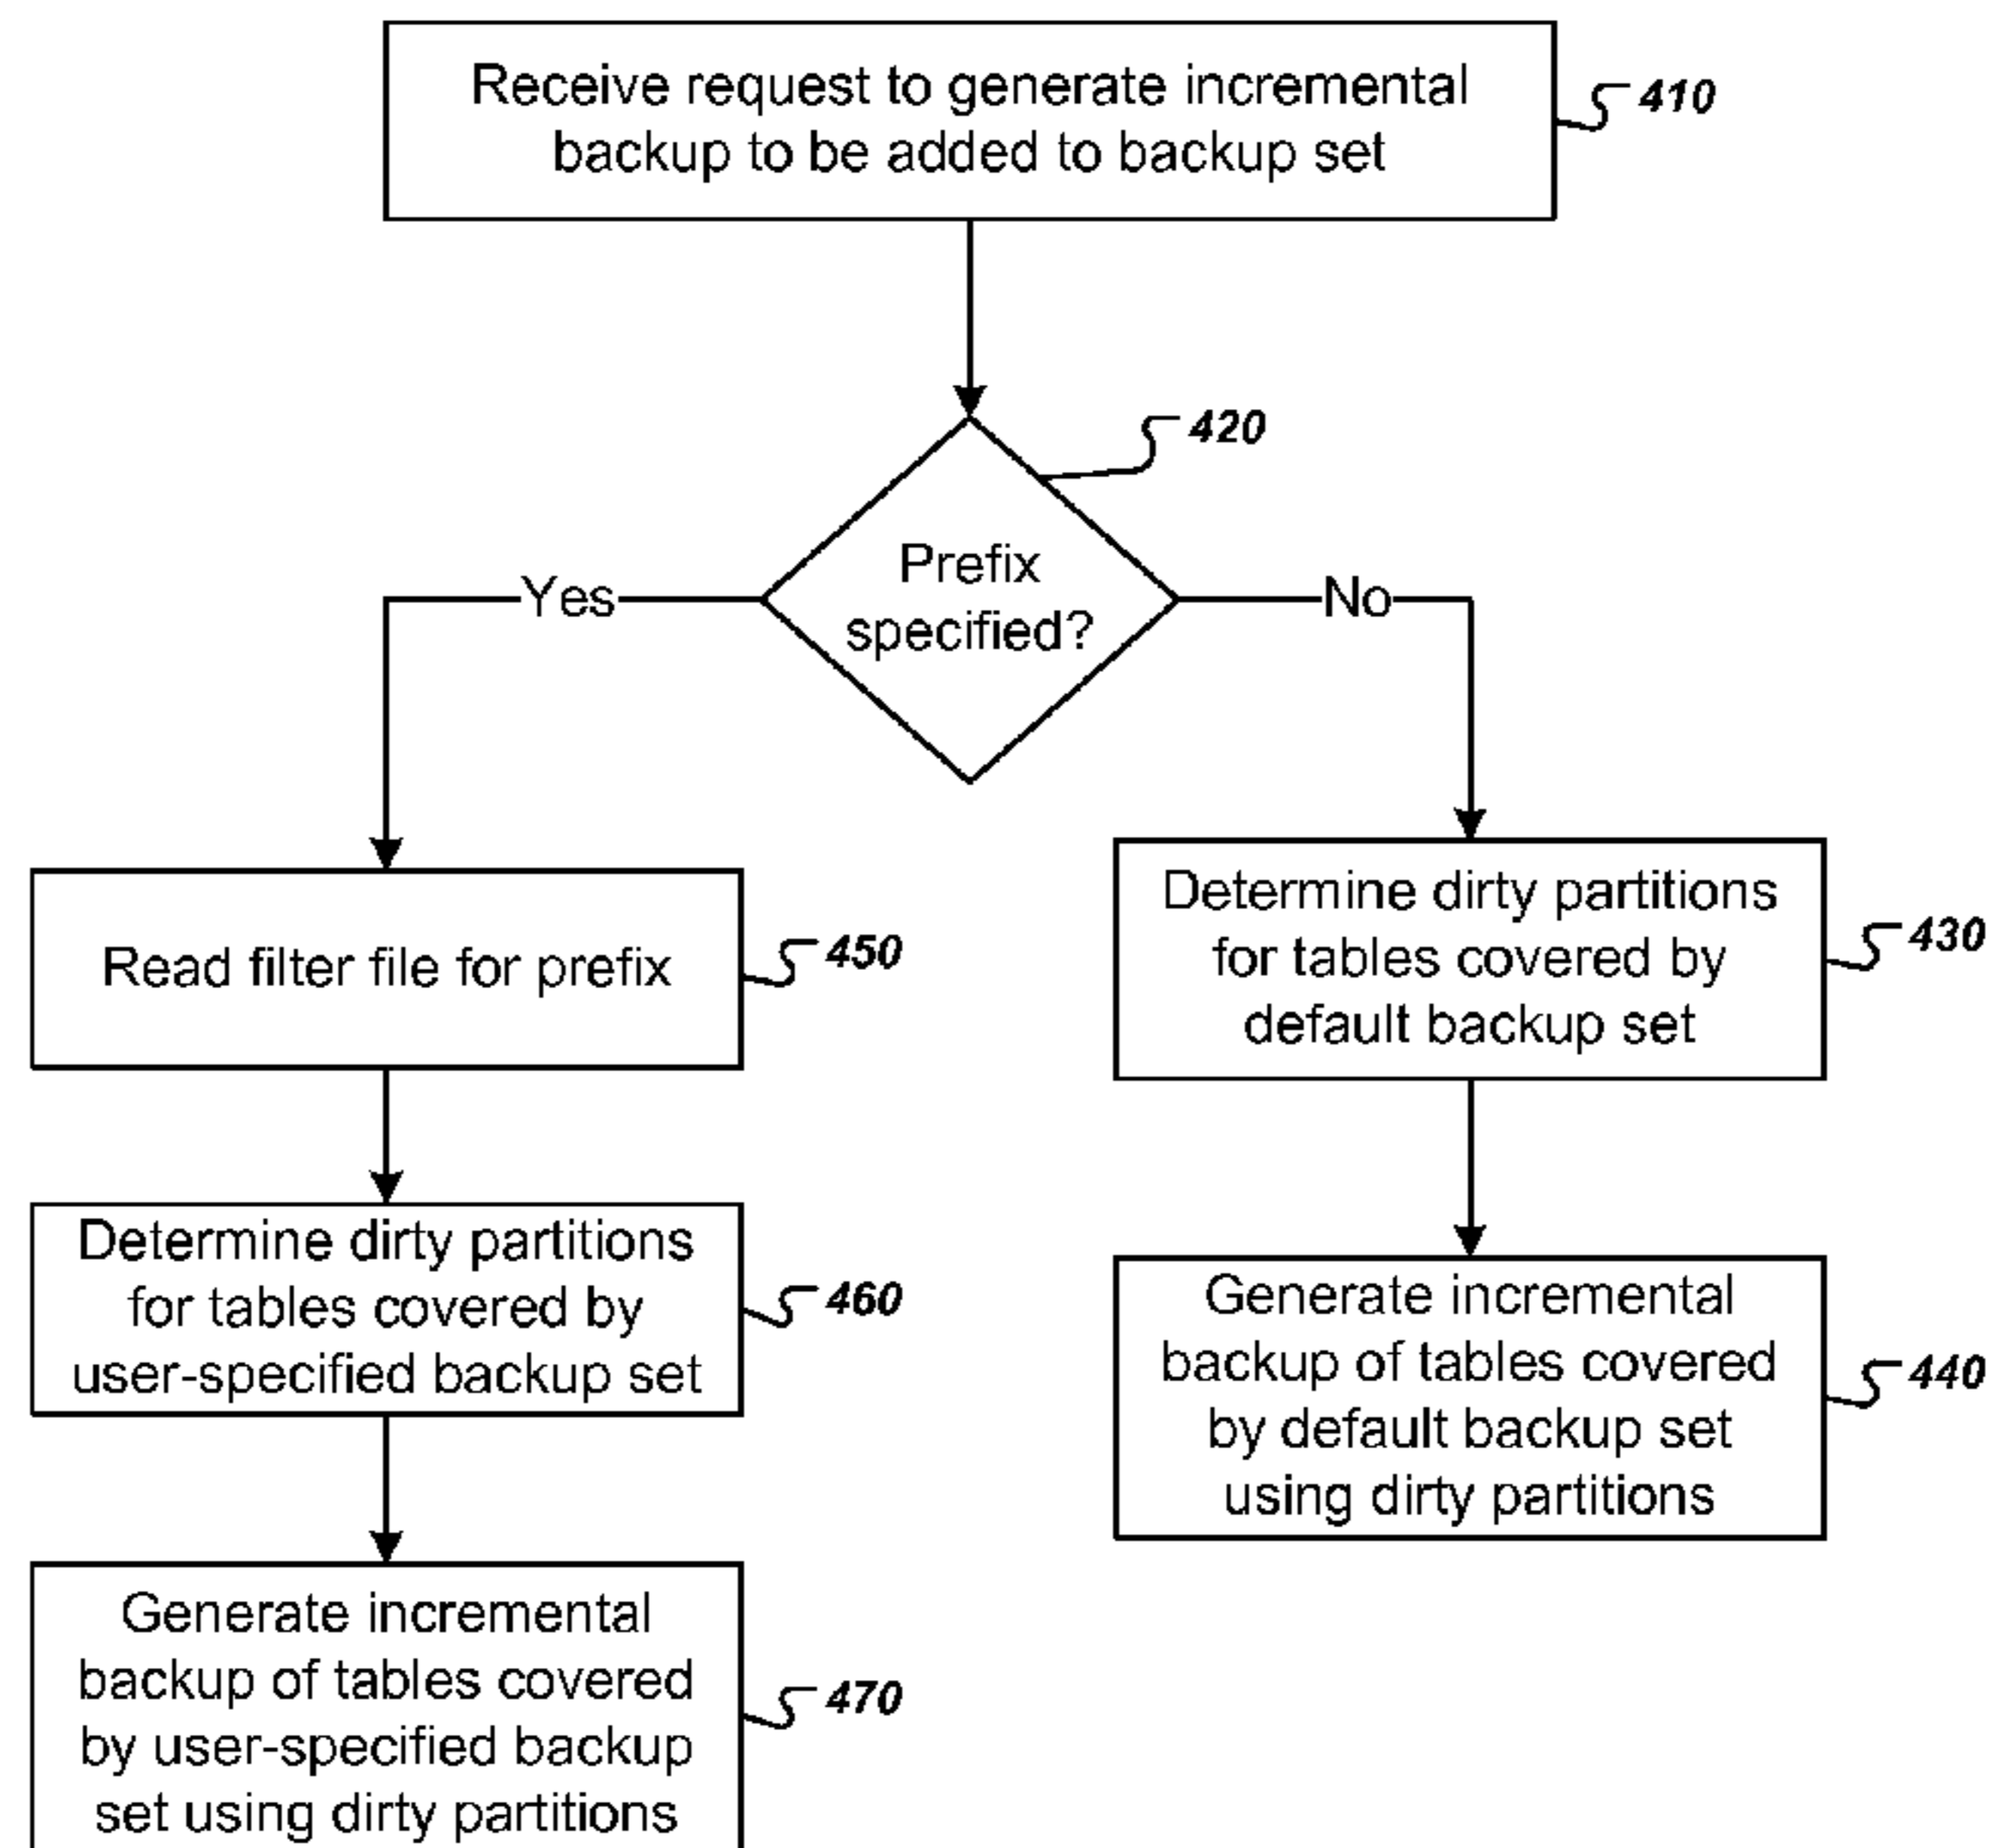 Receive request to generate incremental
backup to be added to backup set
410
420
Prefix
specified?
Yes
No
Read filter file for prefix
450
Determine dirty partitions
for tables covered by
default backup set
430
Determine dirty partitions
for tables covered by
user-specified backup set
460
Generate incremental
backup of tables covered
by default backup set
using dirty partitions
440
Generate incremental
backup of tables covered
by user-specified backup
set using dirty partitions
470